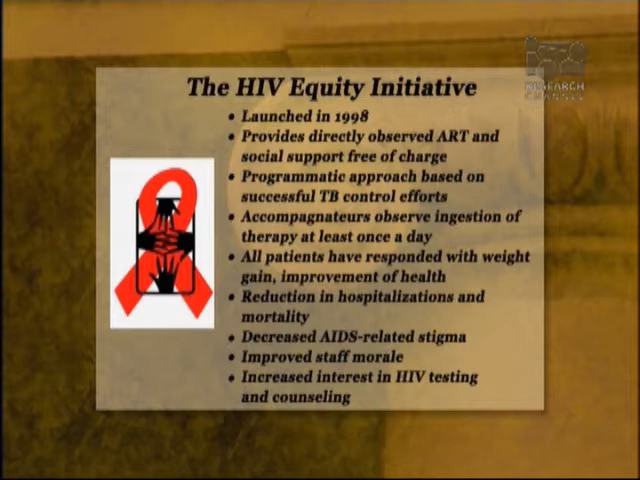 RESEARCH
CHANNEL
The HIV Equity Initiative
• Launched in 1998
• Provides directly observed ART and
social support free of charge
• Programmatic approach based on
successful TB control efforts
• Accompagnateurs observe ingestion of
therapy at least once a day
• All patients have responded with weight
gain, improvement of health
• Reduction in hospitalizations and
mortality
• Decreased AIDS-related stigma
• Improved staff morale
• Increased interest in HIV testing
and counseling